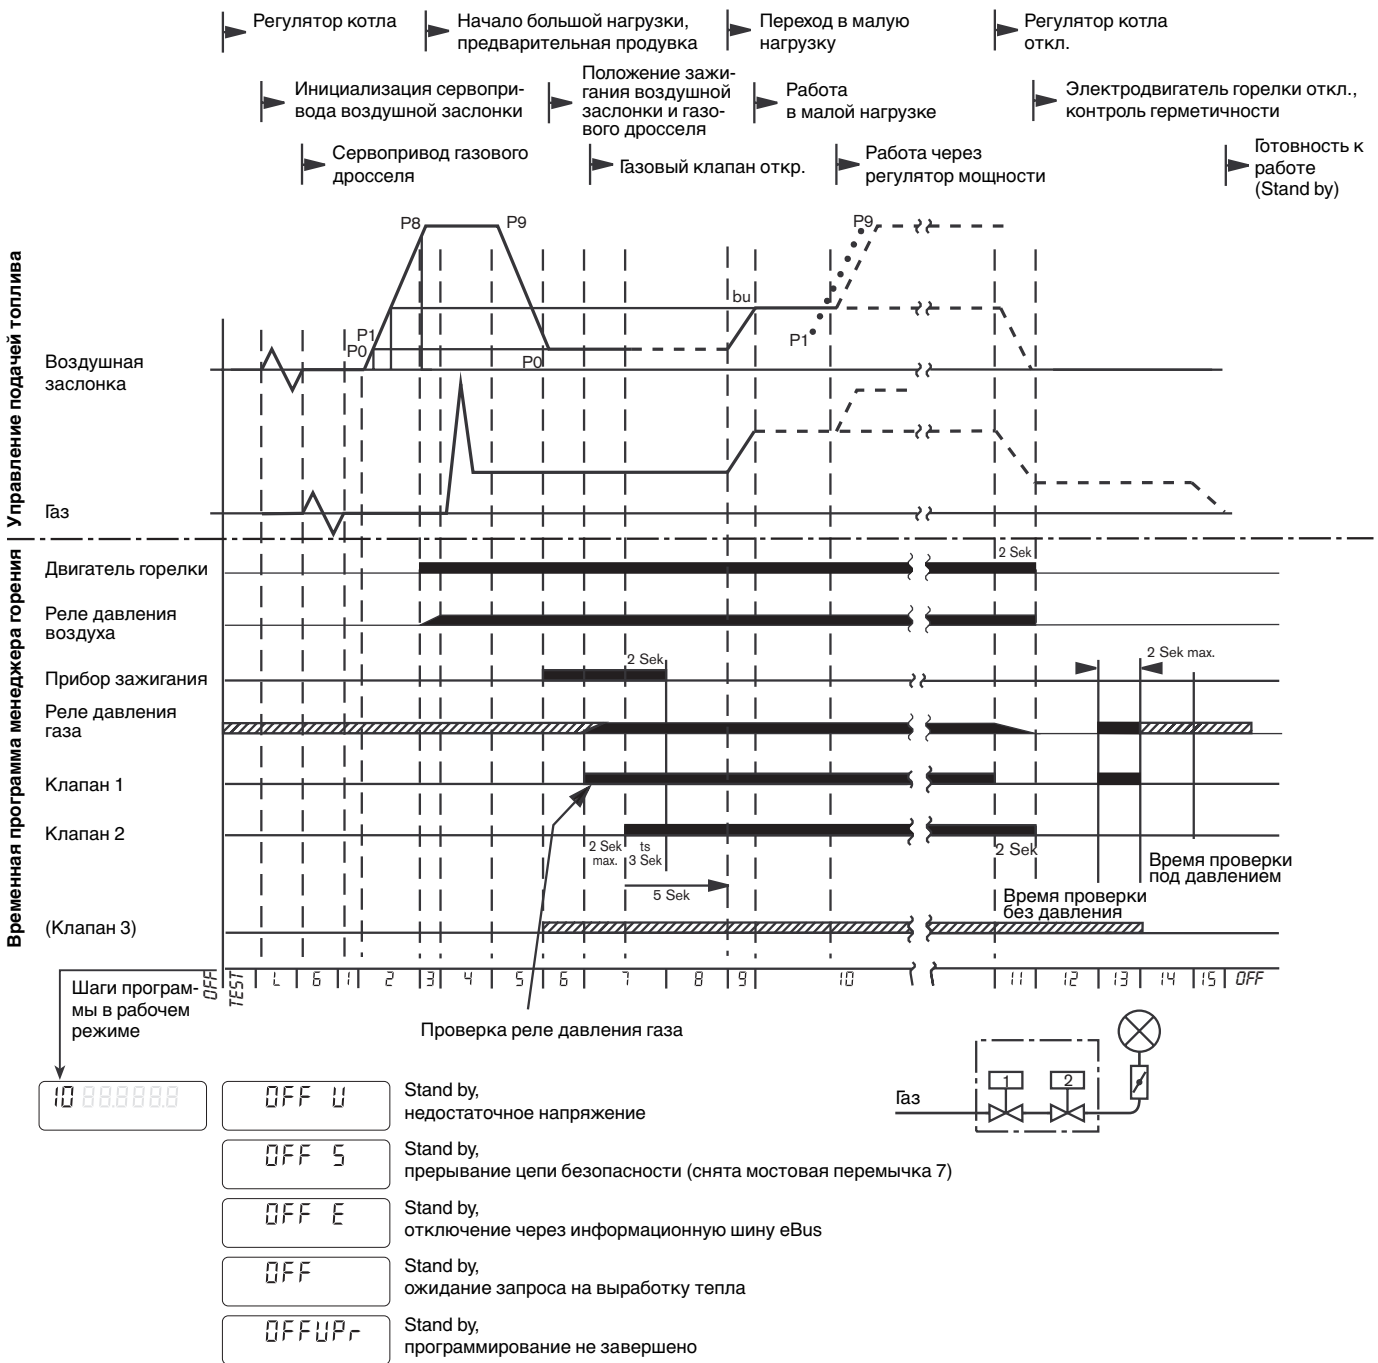 Регулятор котла
Начало большой нагрузки,
предварительная продувка
Переход в малую
нагрузку
Регулятор котла
откл.
Инициализация сервопри-
вода воздушной заслонки
Положение зажи-
гания воздушной
заслонки и газо-
вого дросселя
Работа
в малой нагрузке
Электродвигатель горелки откл.,
контроль герметичности
Сервопривод газового
дросселя
Газовый клапан откр.
Работа через
регулятор мощности
Готовность к
работе
(Stand by)
Управление подачей топлива
P8
P9
P9
bu
P1
P1
P0
P0
Воздушная
заслонка
Газ
Временная программа менеджера горения
Двигатель горелки
2 Sek
Реле давления
воздуха
Прибор зажигания
2 Sek
2 Sek max.
Реле давления
газа
Клапан 1
Клапан 2
2 Sek
max.
ts
3 Sek
2 Sek
5 Sek
Время проверки
под давлением
Время проверки
без давления
(Клапан 3)
OFF TEST L G 1 2 3 4 5 6 7 8 9 10 11 12 13 14 15 OFF
Шаги програм-
мы в рабочем
режиме
Проверка реле давления газа
Газ
1
2
10 88.888.8
OFF U
Stand by,
недостаточное напряжение
OFF S
Stand by,
прерывание цепи безопасности (снята мостовая перемычка 7)
OFF E
Stand by,
отключение через информационную шину eBus
OFF
Stand by,
ожидание запроса на выработку тепла
OFFUPr
Stand by,
программирование не завершено